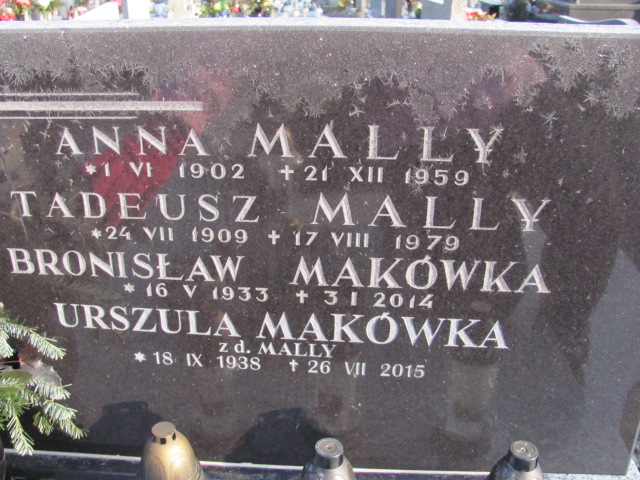 ANNA MALLY
*1 VI 1902 +21 XII 1959
TADEUSZ MALLY
*24 VII 1909 +17 VIII 1979
BRONISŁAW MAKÓWKA
*16 V 1933 +3 I 2014
URSZULA MAKÓWKA
z d. MALLY
*18 IX 1938 +26 VII 2015